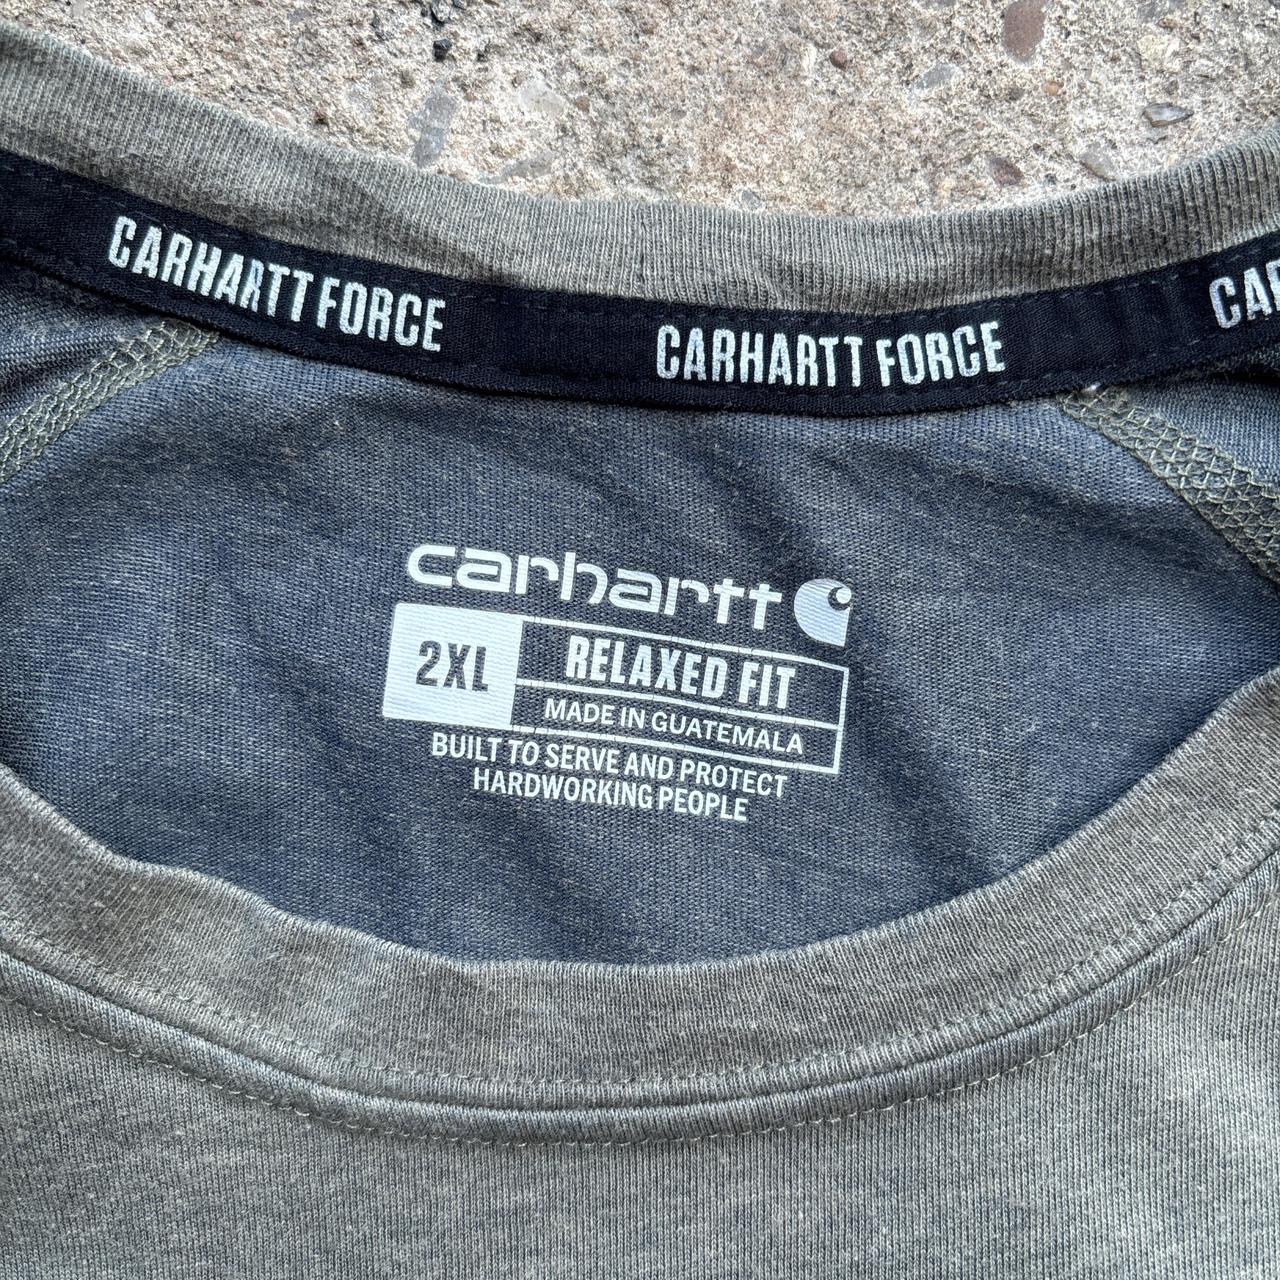 CARHARTT FORCE CARHARTT FORCE
carhartt
2XL RELAXED FIT
MADE IN GUATEMALA
BUILT TO SERVE AND PROTECT
HARDWORKING PEOPLE